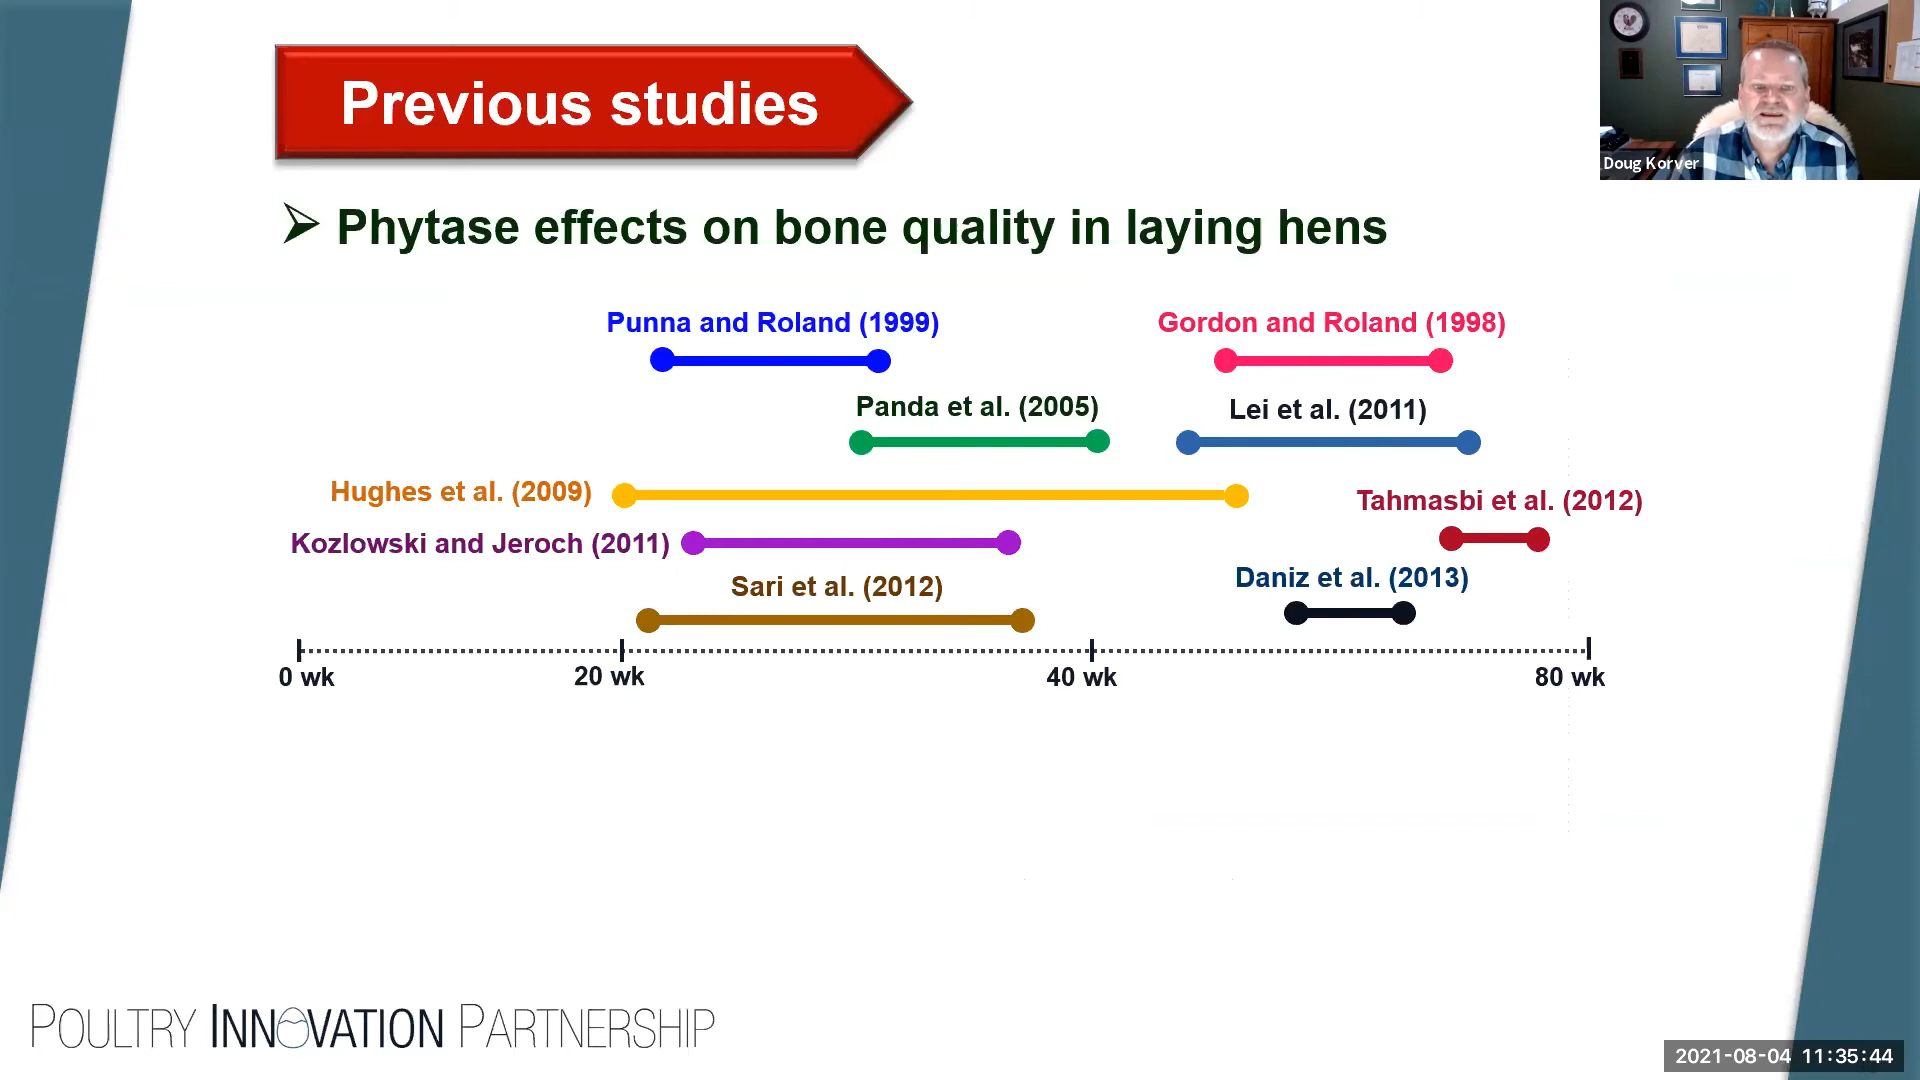 Previous studies
Doug Korver
➢ Phytase effects on bone quality in laying hens
Punna and Roland (1999)
Gordon and Roland (1998)
Panda et al. (2005)
Lei et al. (2011)
Hughes et al. (2009)
Tahmasbi et al. (2012)
Kozlowski and Jeroch (2011)
Sari et al. (2012)
Daniz et al. (2013)
0 wk
20 wk
40 wk
80 wk
POULTRY INNOVATION PARTNERSHIP
2021-08-04 11:35:44